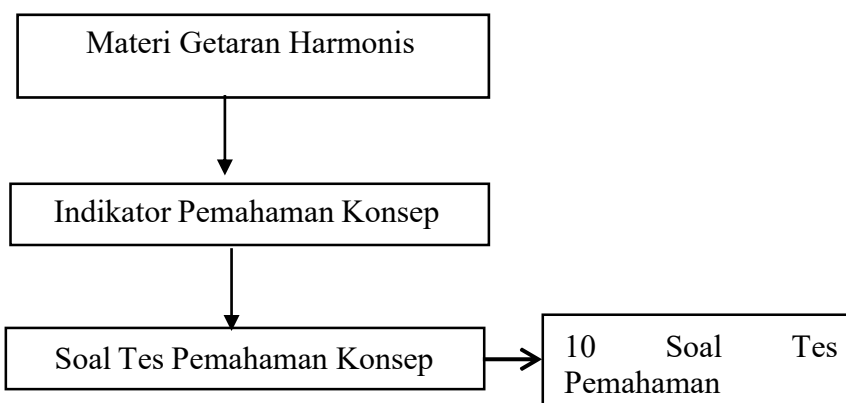 Materi Getaran Harmonis
Indikator Pemahaman Konsep
Soal Tes Pemahaman Konsep
10 Soal Tes
Pemahaman